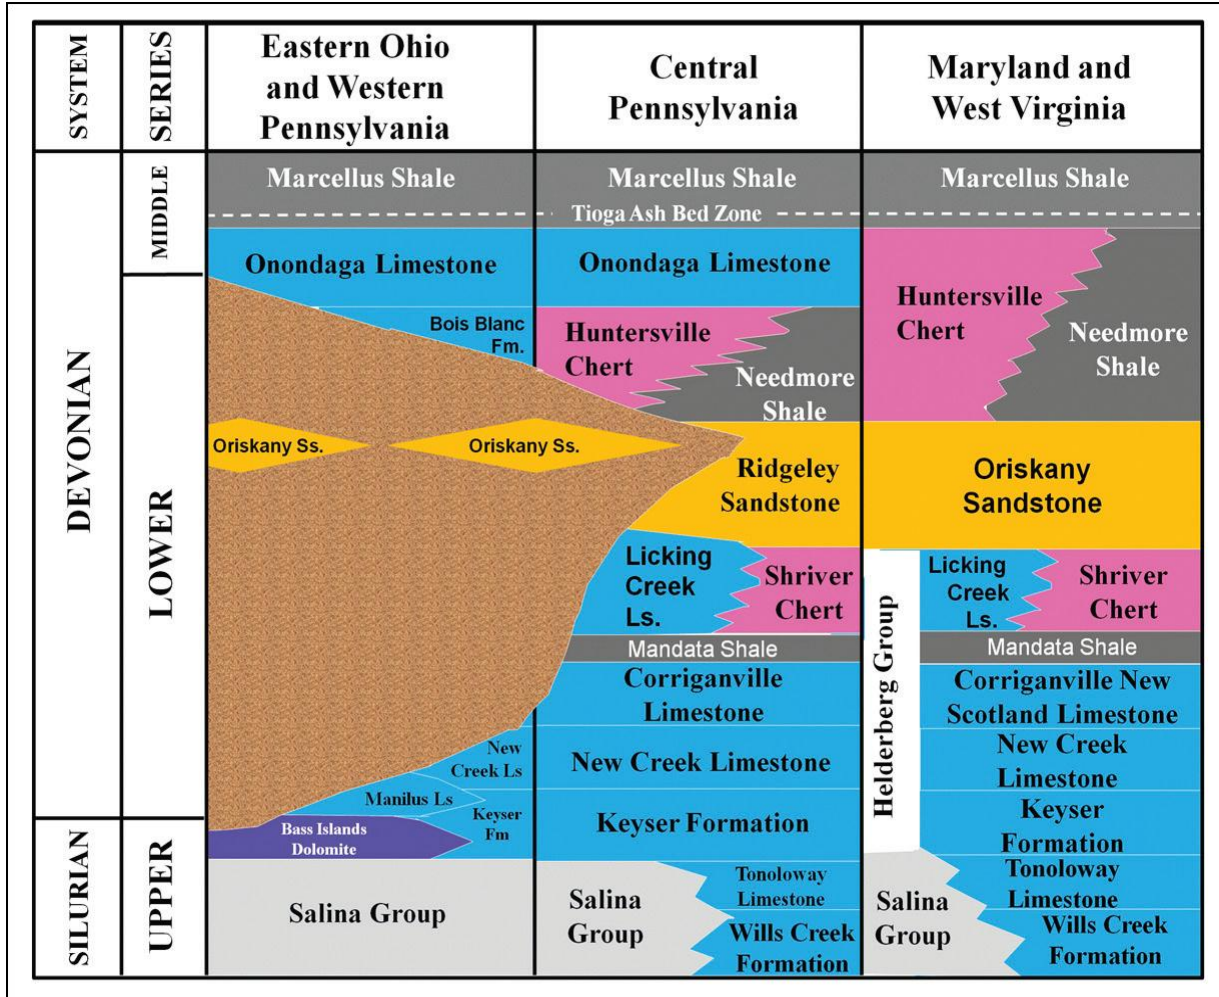 SYSTEM
SERIES
Eastern Ohio
and Western
Pennsylvania
Central
Pennsylvania
Maryland and
West Virginia
DEVONIAN
SILURIAN
MIDDLE
LOWER
UPPER
Marcellus Shale
Marcellus Shale
Marcellus Shale
Tioga Ash Bed Zone
Onondaga Limestone
Bois Blanc
Fm.
Oriskany Ss.
Oriskany Ss.
New
Creek Ls
Manilus Ls
Keyser
Fm
Bass Islands
Dolomite
Salina Group
Onondaga Limestone
Huntersville
Chert
Needmore
Shale
Ridgeley
Sandstone
Licking
Creek
Ls.
Shriver
Chert
Mandata Shale
Corriganville
Limestone
New Creek Limestone
Keyser Formation
Salina
Group
Tonoloway
Limestone
Wills Creek
Formation
Huntersville
Chert
Needmore
Shale
Oriskany
Sandstone
Helderberg Group
Licking
Creek
Ls.
Shriver
Chert
Mandata Shale
Corriganville New
Scotland Limestone
New Creek
Limestone
Keyser
Formation
Tonoloway
Limestone
Salina
Group
Wills Creek
Formation